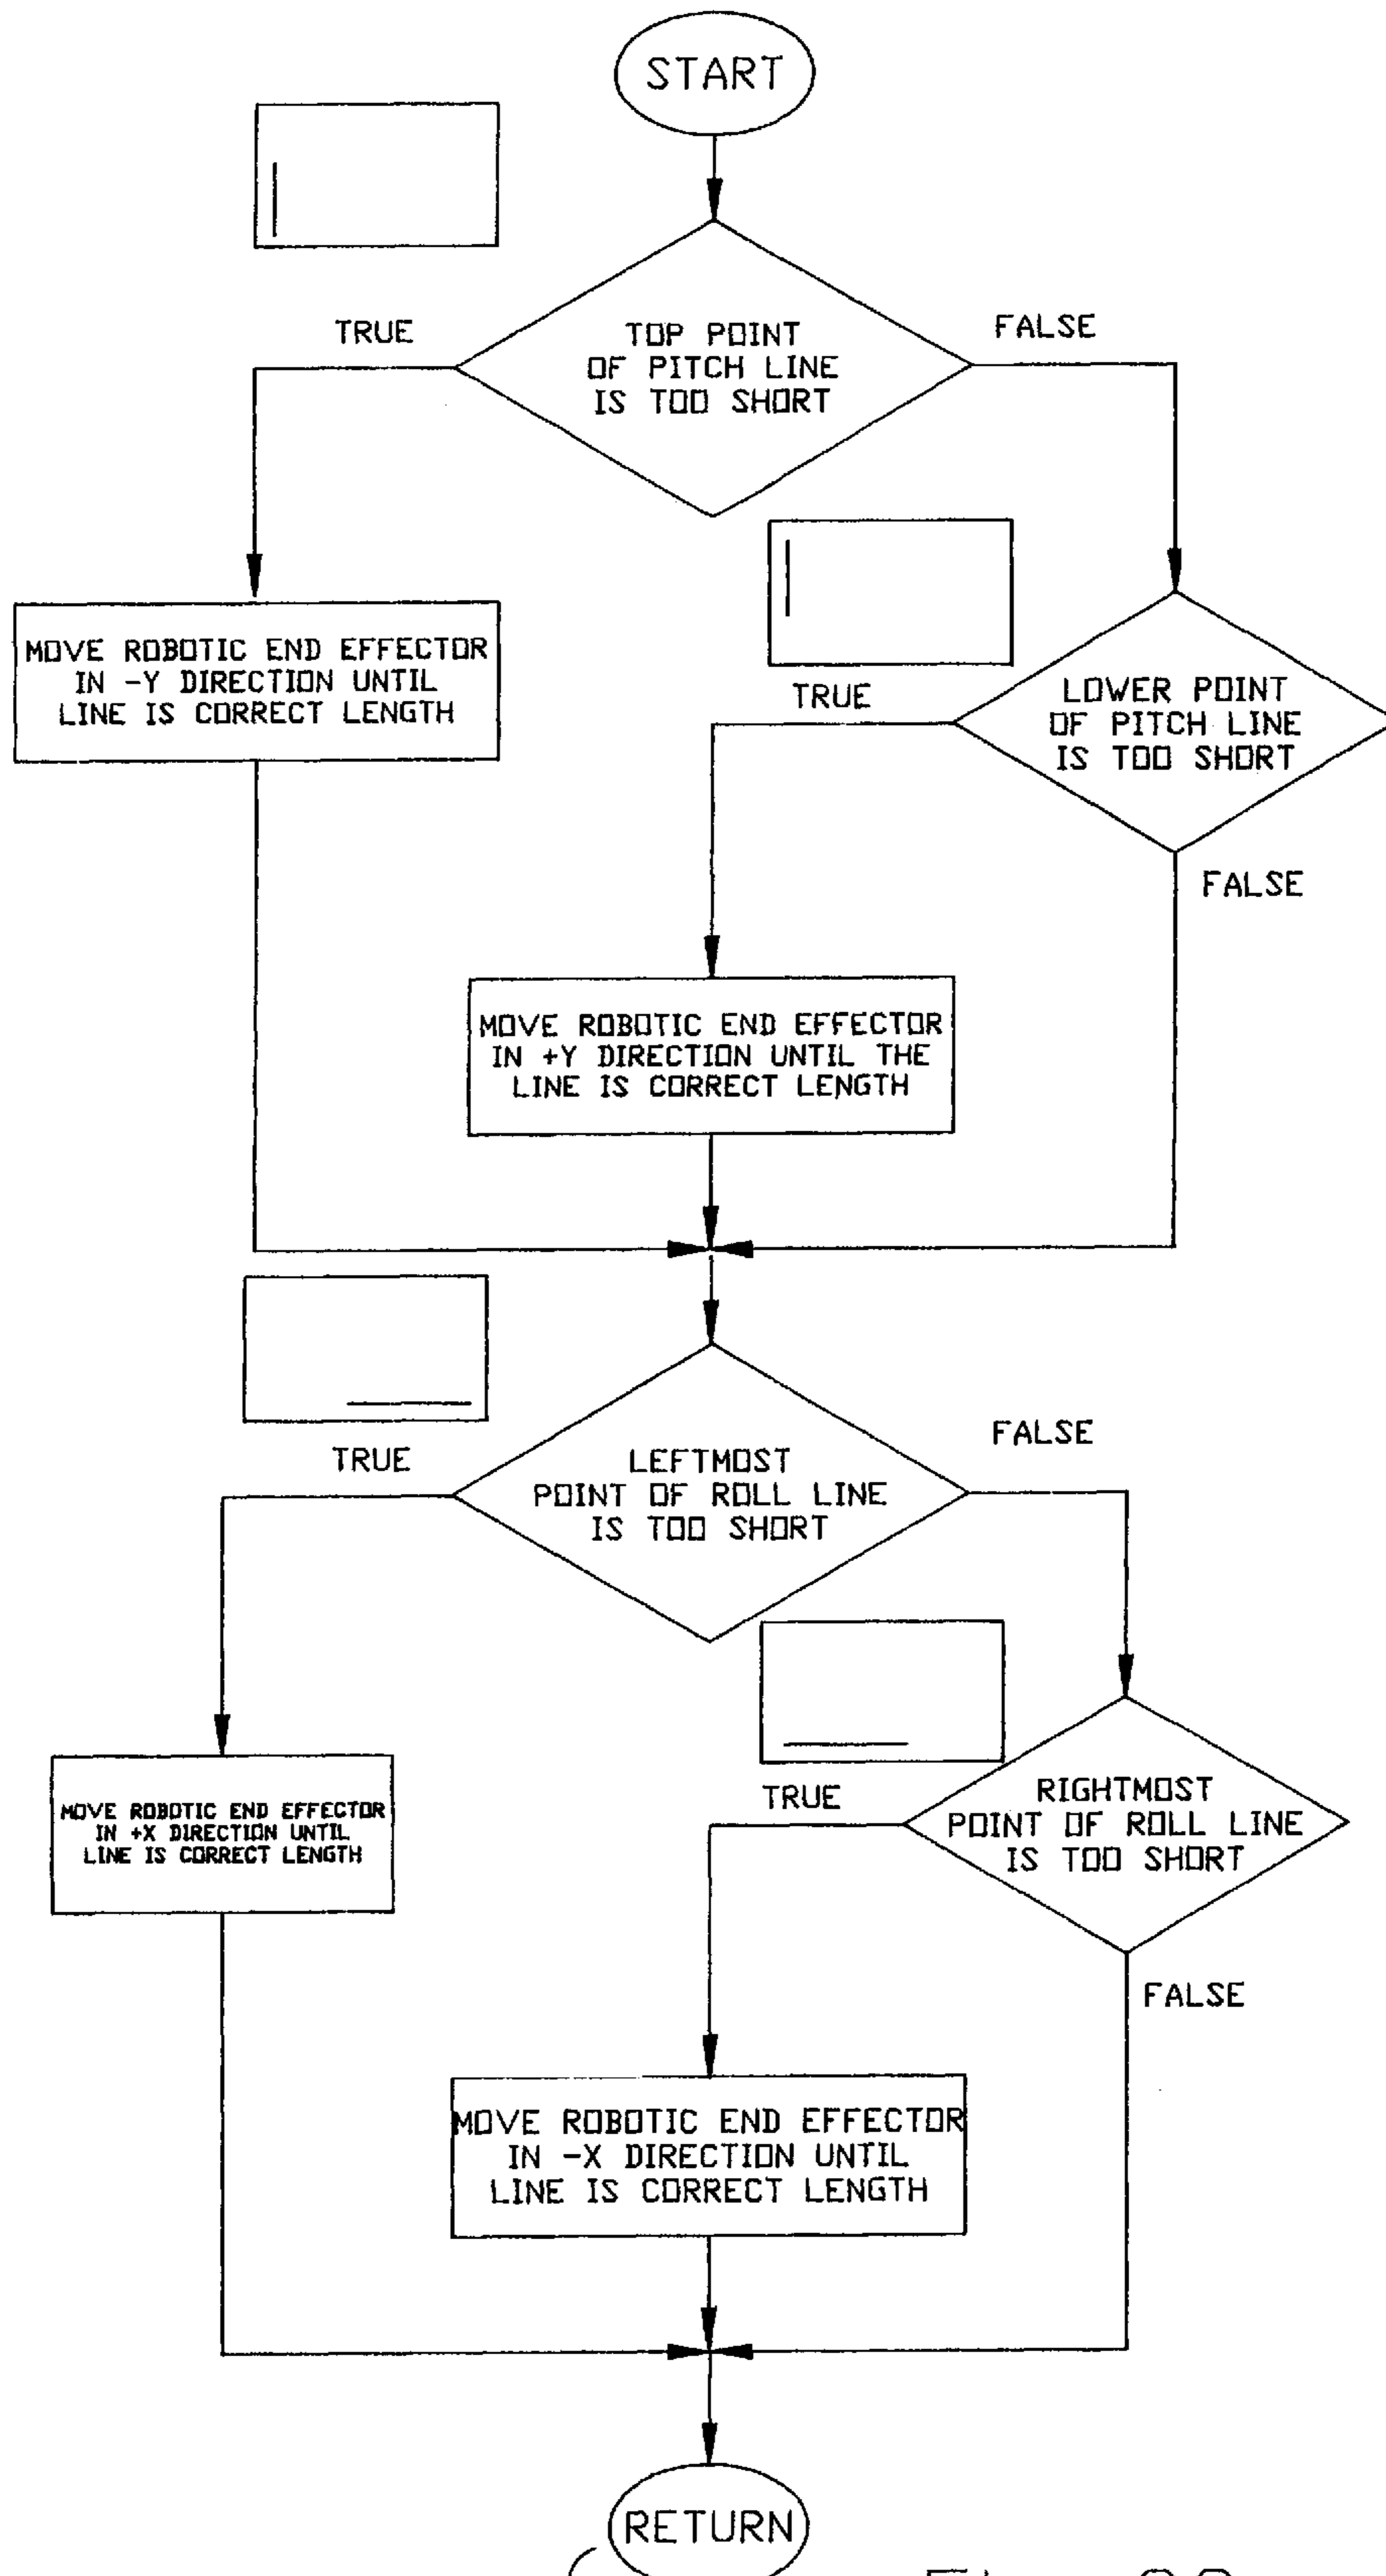 START
TRUE
FALSE
TOP POINT
OF PITCH LINE
IS TOO SHORT
MOVE ROBOTIC END EFFECTOR
IN -Y DIRECTION UNTIL
LINE IS CORRECT LENGTH
TRUE
LOWER POINT
OF PITCH LINE
IS TOO SHORT
FALSE
MOVE ROBOTIC END EFFECTOR
IN +Y DIRECTION UNTIL THE
LINE IS CORRECT LENGTH
TRUE
FALSE
LEFTMOST
POINT OF ROLL LINE
IS TOO SHORT
MOVE ROBOTIC END EFFECTOR
IN +X DIRECTION UNTIL
LINE IS CORRECT LENGTH
TRUE
RIGHTMOST
POINT OF ROLL LINE
IS TOO SHORT
FALSE
MOVE ROBOTIC END EFFECTOR
IN -X DIRECTION UNTIL
LINE IS CORRECT LENGTH
RETURN